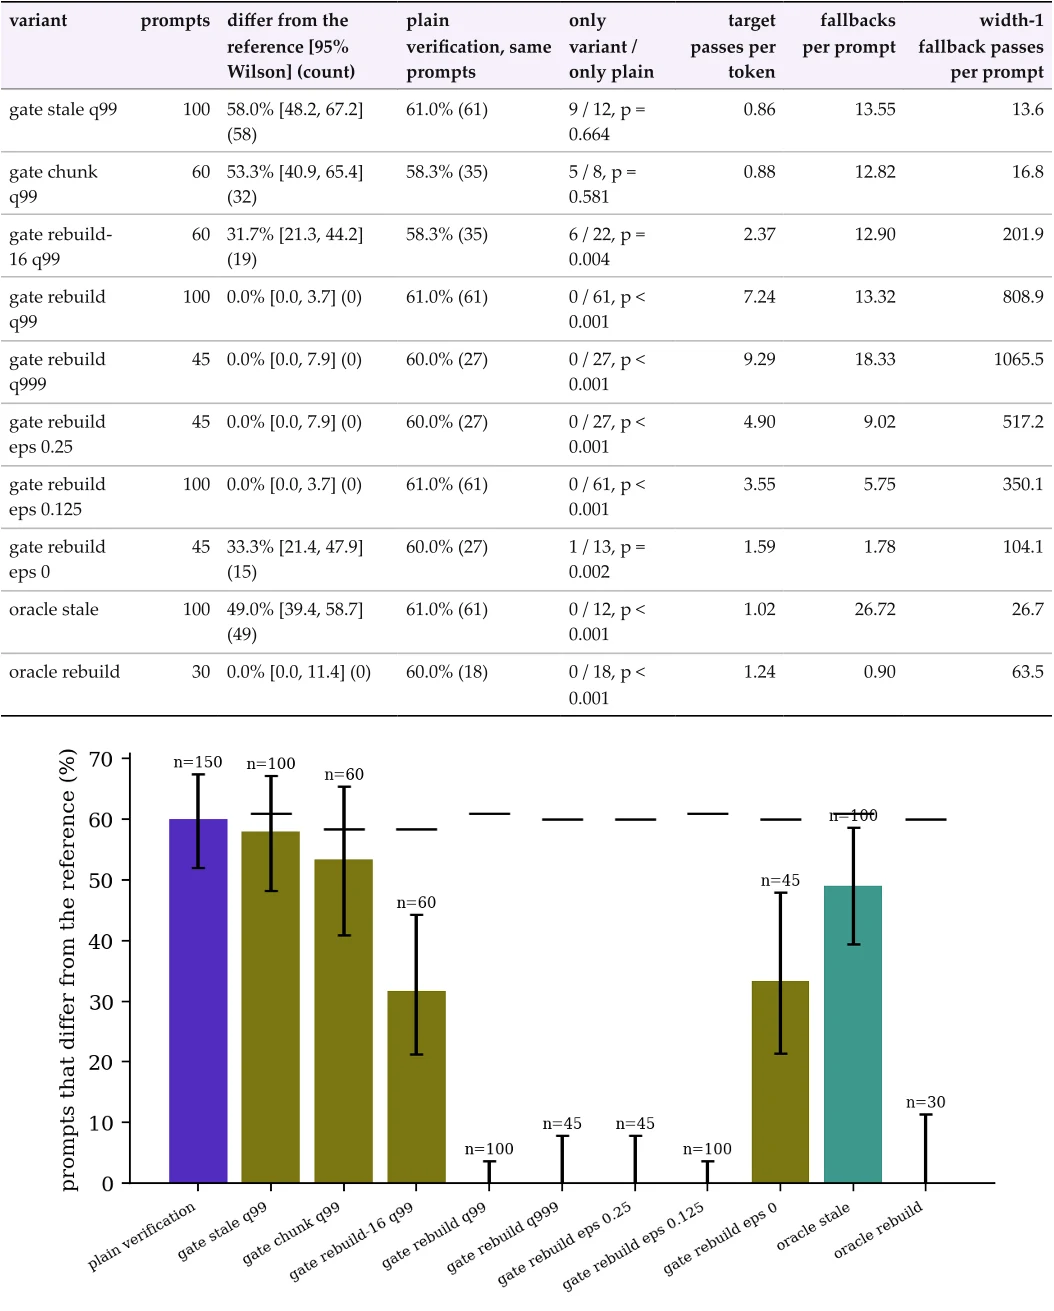 variant prompts differ from the plain only target fallbacks width-1
reference [95% verification, same variant / passes per per prompt fallback passes
Wilson] (count) prompts only plain token per prompt
gate stale q99 100 58.0% [48.2, 67.2] 61.0% (61) 9 / 12, p = 0.86 13.55 13.6
(58) 0.664
gate chunk 60 53.3% [40.9, 65.4] 58.3% (35) 5 / 8, p = 0.88 12.82 16.8
q99 (32) 0.581
gate rebuild- 60 31.7% [21.3, 44.2] 58.3% (35) 6 / 22, p = 2.37 12.90 201.9
16 q99 (19) 0.004
gate rebuild 100 0.0% [0.0, 3.7] (0) 61.0% (61) 0 / 61, p < 7.24 13.32 808.9
q99 0.001
gate rebuild 45 0.0% [0.0, 7.9] (0) 60.0% (27) 0 / 27, p < 9.29 18.33 1065.5
q999 0.001
gate rebuild 45 0.0% [0.0, 7.9] (0) 60.0% (27) 0 / 27, p < 4.90 9.02 517.2
eps 0.25 0.001
gate rebuild 100 0.0% [0.0, 3.7] (0) 61.0% (61) 0 / 61, p < 3.55 5.75 350.1
eps 0.125 0.001
gate rebuild 45 33.3% [21.4, 47.9] 60.0% (27) 1 / 13, p = 1.59 1.78 104.1
eps 0 (15) 0.002
oracle stale 100 49.0% [39.4, 58.7] 61.0% (61) 0 / 12, p < 1.02 26.72 26.7
(49) 0.001
oracle rebuild 30 0.0% [0.0, 11.4] (0) 60.0% (18) 0 / 18, p < 1.24 0.90 63.5
0.001
prompts that differ from the reference (%)
70
60
50
40
30
20
10
0
n=150
n=100
n=60
n=60
n=100
n=45
n=45
n=100
n=45
n=100
n=30
plain verification
gate stale q99
gate chunk q99
gate rebuild-16 q99
gate rebuild q99
gate rebuild q999
gate rebuild eps 0.25
gate rebuild eps 0.125
gate rebuild eps 0
oracle stale
oracle rebuild